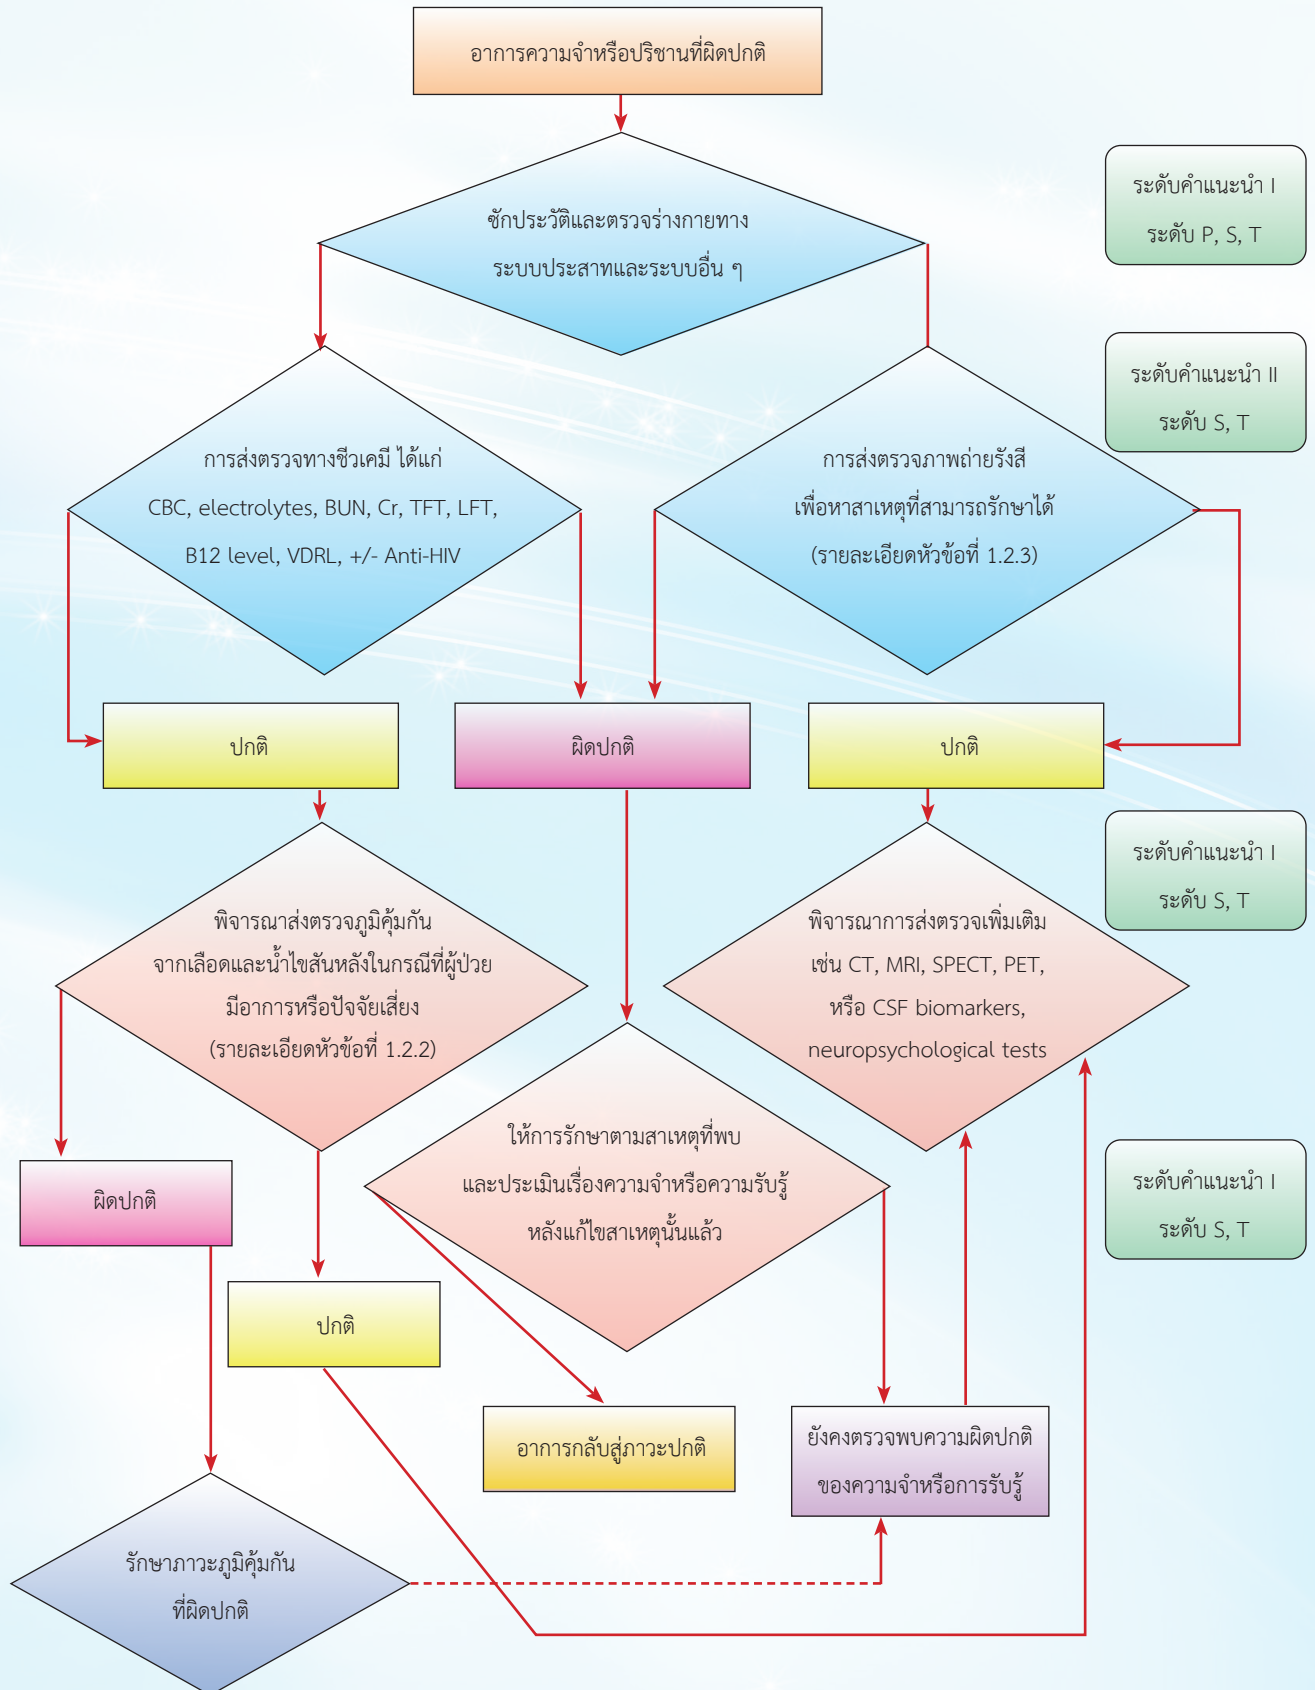 อาการความจำหรือปริชานที่ผิดปกติ
ซักประวัติและตรวจร่างกายทาง
ระบบประสาทและระบบอื่น ๆ
ระดับคำแนะนำ I
ระดับ P, S, T
ระดับคำแนะนำ II
ระดับ S, T
การส่งตรวจทางชีวเคมี ได้แก่
CBC, electrolytes, BUN, Cr, TFT, LFT,
B12 level, VDRL, +/- Anti-HIV
การส่งตรวจภาพถ่ายรังสี
เพื่อหาสาเหตุที่สามารถรักษาได้
(รายละเอียดหัวข้อที่ 1.2.3)
ปกติ
ผิดปกติ
ปกติ
ระดับคำแนะนำ I
ระดับ S, T
พิจารณาส่งตรวจภูมิคุ้มกัน
จากเลือดและน้ำไขสันหลังในกรณีที่ผู้ป่วย
มีอาการหรือปัจจัยเสี่ยง
(รายละเอียดหัวข้อที่ 1.2.2)
พิจารณาการส่งตรวจเพิ่มเติม
เช่น CT, MRI, SPECT, PET,
หรือ CSF biomarkers,
neuropsychological tests
ให้การรักษาตามสาเหตุที่พบ
และประเมินเรื่องความจำหรือความรับรู้
หลังแก้ไขสาเหตุนั้นแล้ว
ระดับคำแนะนำ I
ระดับ S, T
ผิดปกติ
ปกติ
อาการกลับสู่ภาวะปกติ
ยังคงตรวจพบความผิดปกติ
ของความจำหรือการรับรู้
รักษาภาวะภูมิคุ้มกัน
ที่ผิดปกติ